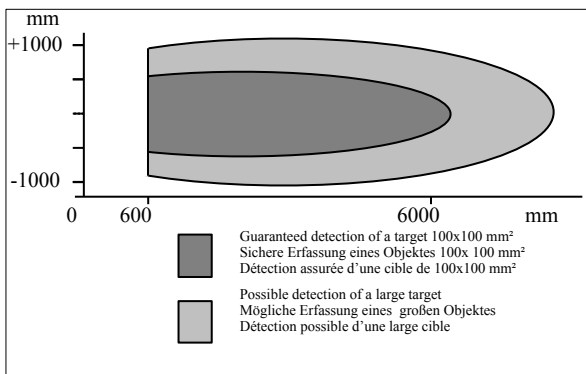 mm
+1000
-1000
0 600 6000 mm
Guaranteed detection of a target 100x100 mm²
Sichere Erfassung eines Objektes 100x 100 mm²
Détection assurée d'une cible de 100x100 mm²
Possible detection of a large target
Mögliche Erfassung eines großen Objektes
Détection possible d'une large cible